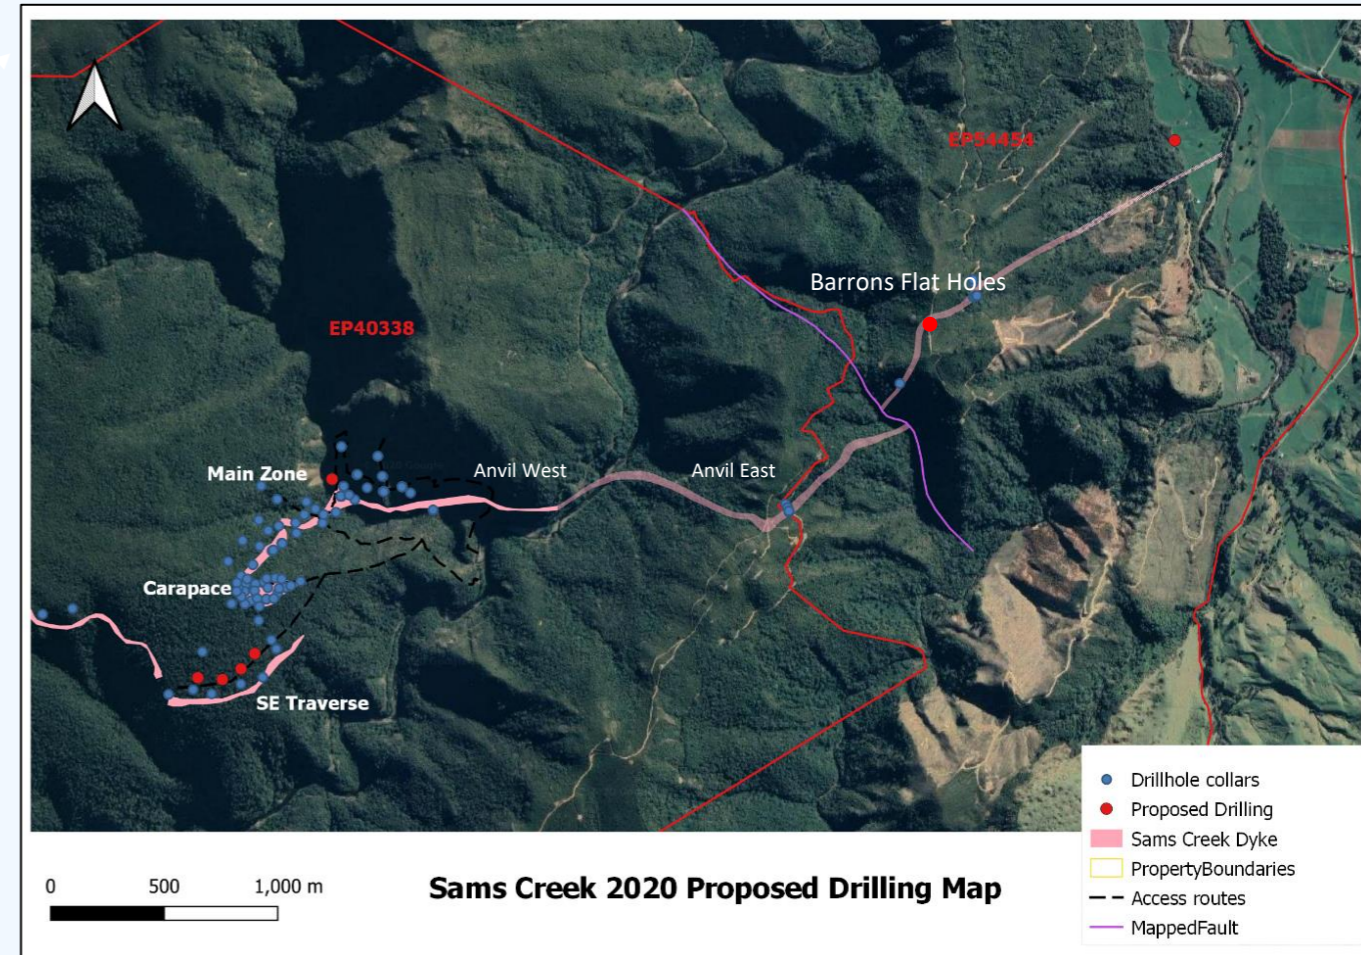 EP54454
Barrons Flat Holes
EP40338
Main Zone
Anvil West
Anvil East
Carapace
SE Traverse
Drillhole collars
Proposed Drilling
Sams Creek Dyke
PropertyBoundaries
Access routes
MappedFault
0 500 1,000 m
Sams Creek 2020 Proposed Drilling Map